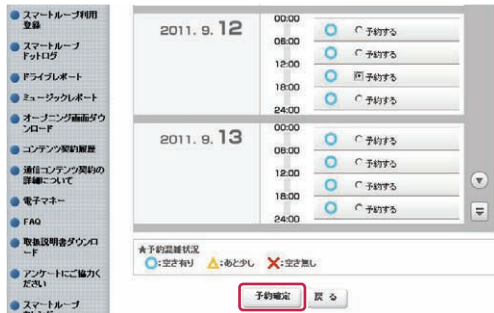 スマートループ利用
登録
スマートループ
ドットログ
ドライブレポート
ミュージックレポート
オープニング画面ダウ
ンロード
コンテンツ契約履歴
通信コンテンツ契約の
詳細について
電子マネー
FAQ
取扱説明書ダウンロ
ード
アンケートにご協力く
ださい
スマートループ
2011. 9. 12
00:00
06:00
12:00
18:00
24:00
予約する
予約する
予約する
予約する
2011. 9. 13
00:00
06:00
12:00
18:00
24:00
予約する
予約する
予約する
予約する
★予約混雑状況
:空き有り :あと少し :空き無し
予約確定 戻る